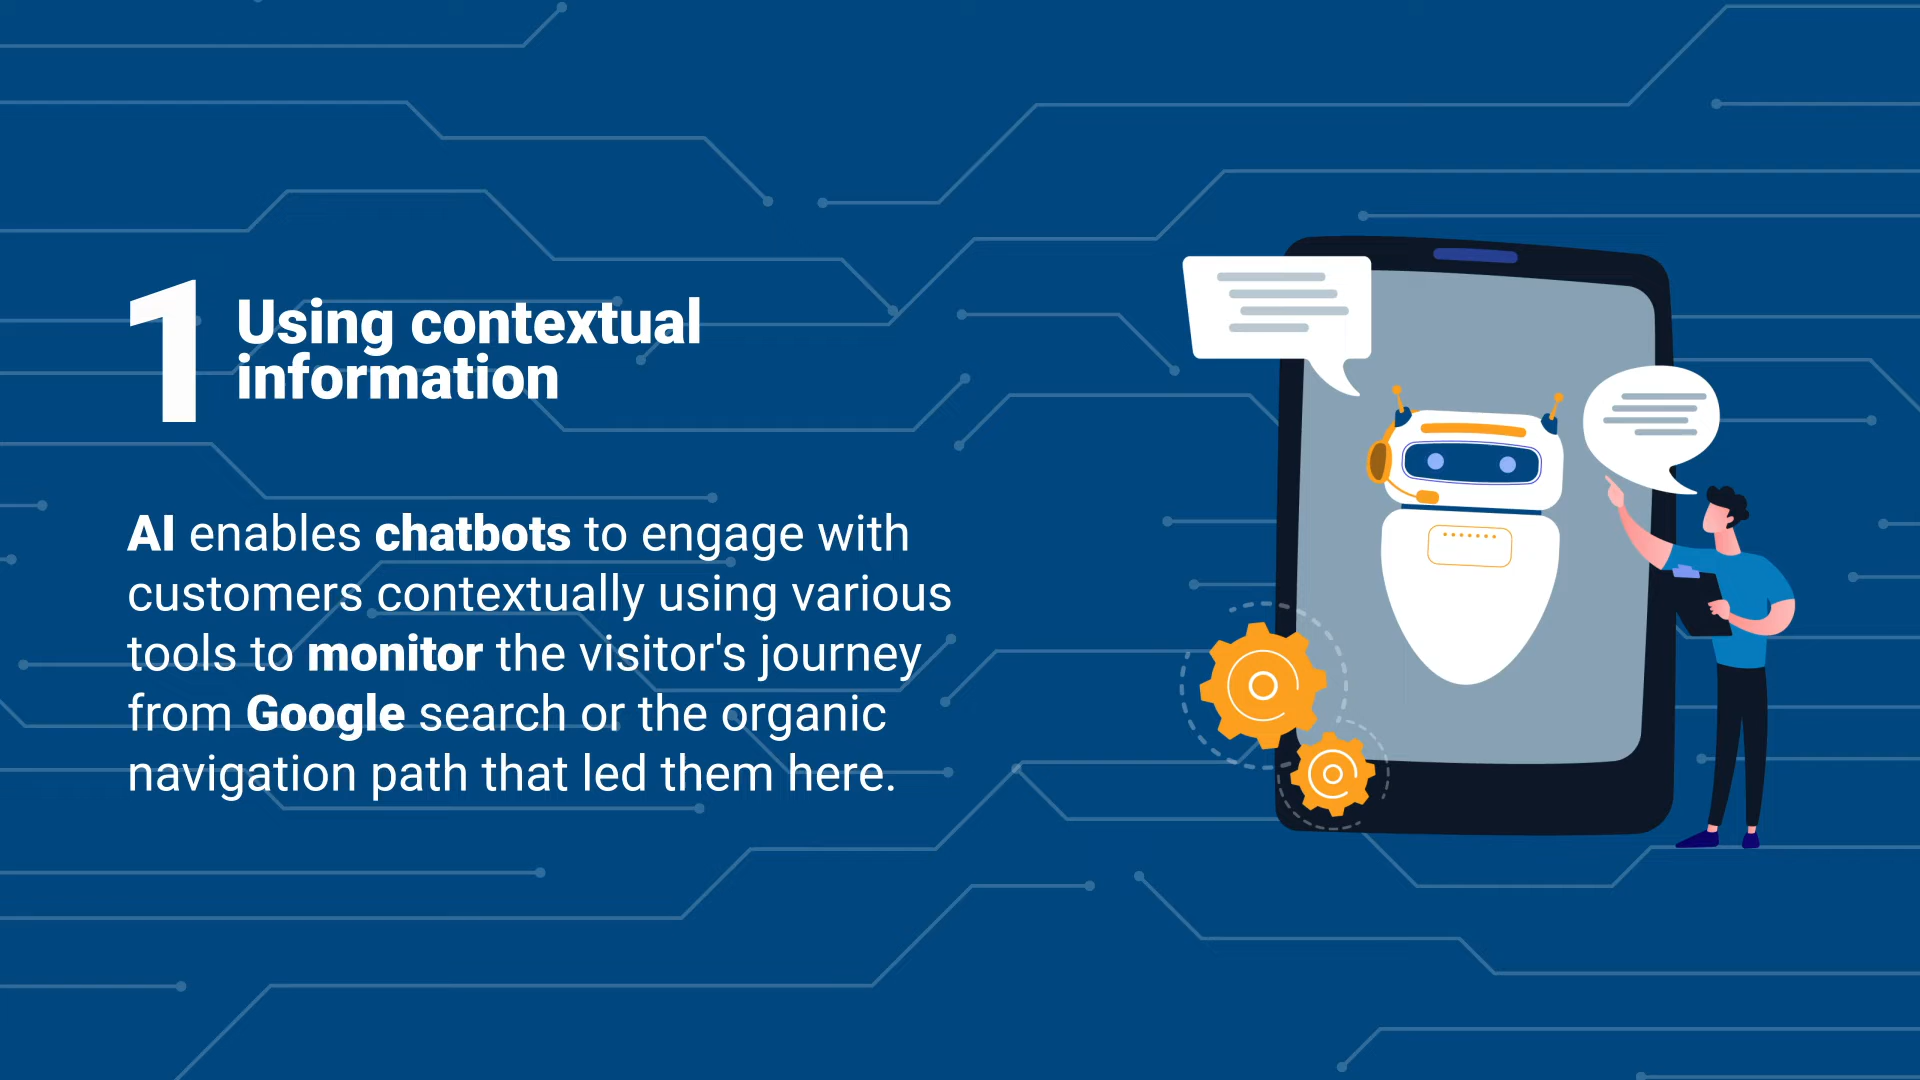 1
Using contextual
information
AI enables chatbots to engage with
customers contextually using various
tools to monitor the visitor's journey
from Google search or the organic
navigation path that led them here.